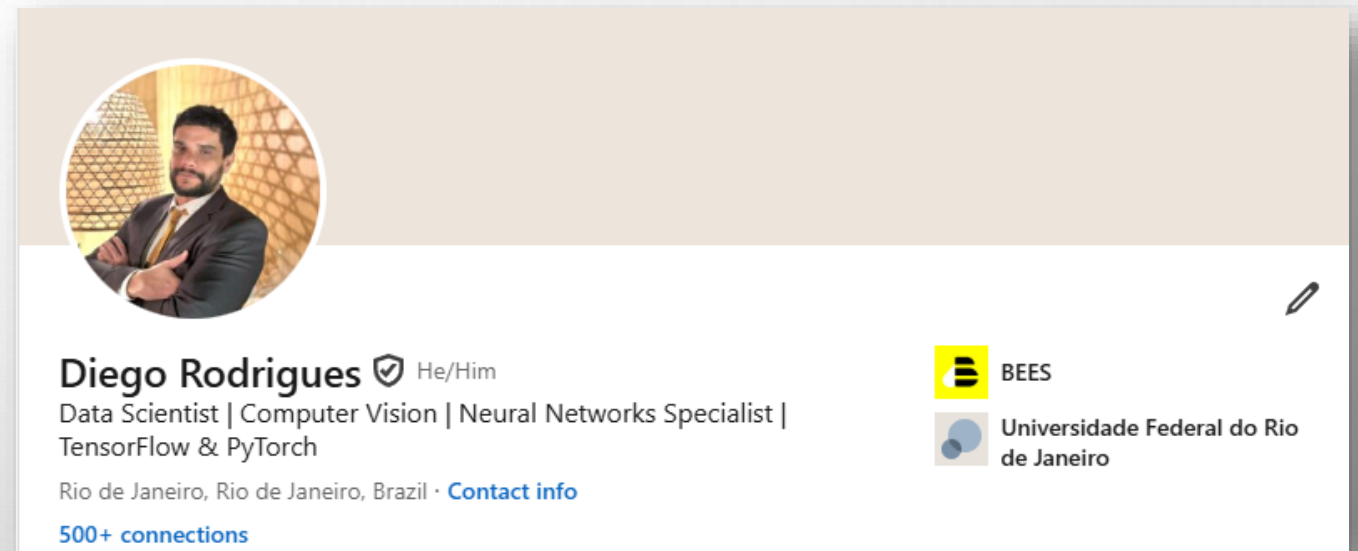 Diego Rodrigues He/Him
Data Scientist | Computer Vision | Neural Networks Specialist |
TensorFlow & PyTorch
Rio de Janeiro, Rio de Janeiro, Brazil · Contact info
500+ connections
BEES
Universidade Federal do Rio
de Janeiro